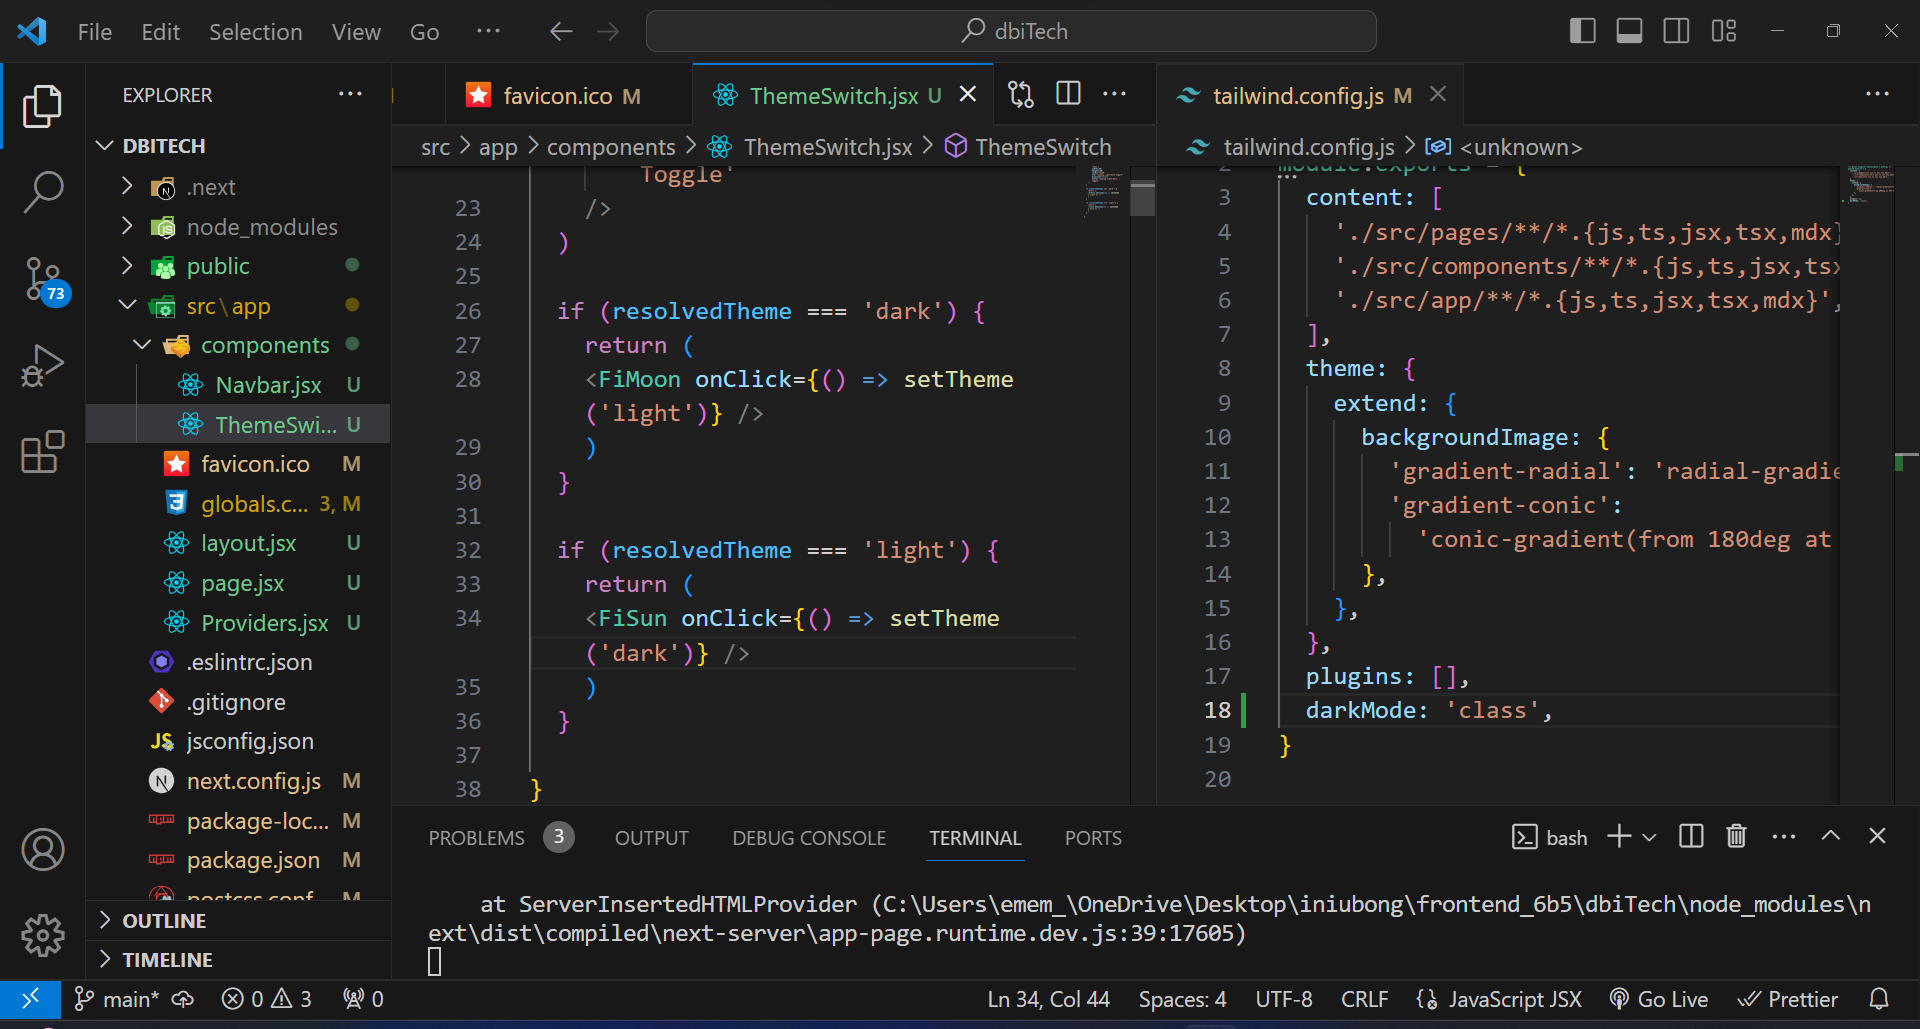 File Edit Selection View Go ··· dbiTech
EXPLORER ···
DBITECH
.next
node_modules
public
src\app
components
Navbar.jsx U
ThemeSwi... U
favicon.ico M
globals.c... 3, M
layout.jsx U
page.jsx U
Providers.jsx U
.eslintrc.json
.gitignore
jsconfig.json
next.config.js M
package-loc... M
package.json M
postcss.conf M
OUTLINE
TIMELINE
73
favicon.ico M
ThemeSwitch.jsx U
src > app > components > ThemeSwitch.jsx > ThemeSwitch
Toggle'
23 />
24 )
25
26 if (resolvedTheme === 'dark') {
27 return (
28 <FiMoon onClick={() => setTheme
('light')} />
29 )
30 }
31
32 if (resolvedTheme === 'light') {
33 return (
34 <FiSun onClick={() => setTheme
('dark')} />
35 )
36 }
37
38 }
tailwind.config.js M
tailwind.config.js > <unknown>
2 module.exports = {
3 content: [
4 './src/pages/**/*.{js,ts,jsx,tsx,mdx}
5 './src/components/**/*.{js,ts,jsx,tsx
6 './src/app/**/*.{js,ts,jsx,tsx,mdx}',
7 ],
8 theme: {
9 extend: {
10 backgroundImage: {
11 'gradient-radial': 'radial-gradie
12 'gradient-conic':
13 'conic-gradient(from 180deg at
14 },
15 },
16 },
17 plugins: [],
18 darkMode: 'class',
19 }
20
PROBLEMS 3 OUTPUT DEBUG CONSOLE TERMINAL PORTS bash
at ServerInsertedHTMLProvider (C:\Users\emem_\OneDrive\Desktop\iniubong\frontend_6b5\dbiTech\node_modules\n
ext\dist\compiled\next-server\app-page.runtime.dev.js:39:17605)
main* 0 3 0 Ln 34, Col 44 Spaces: 4 UTF-8 CRLF JavaScript JSX Go Live Prettier